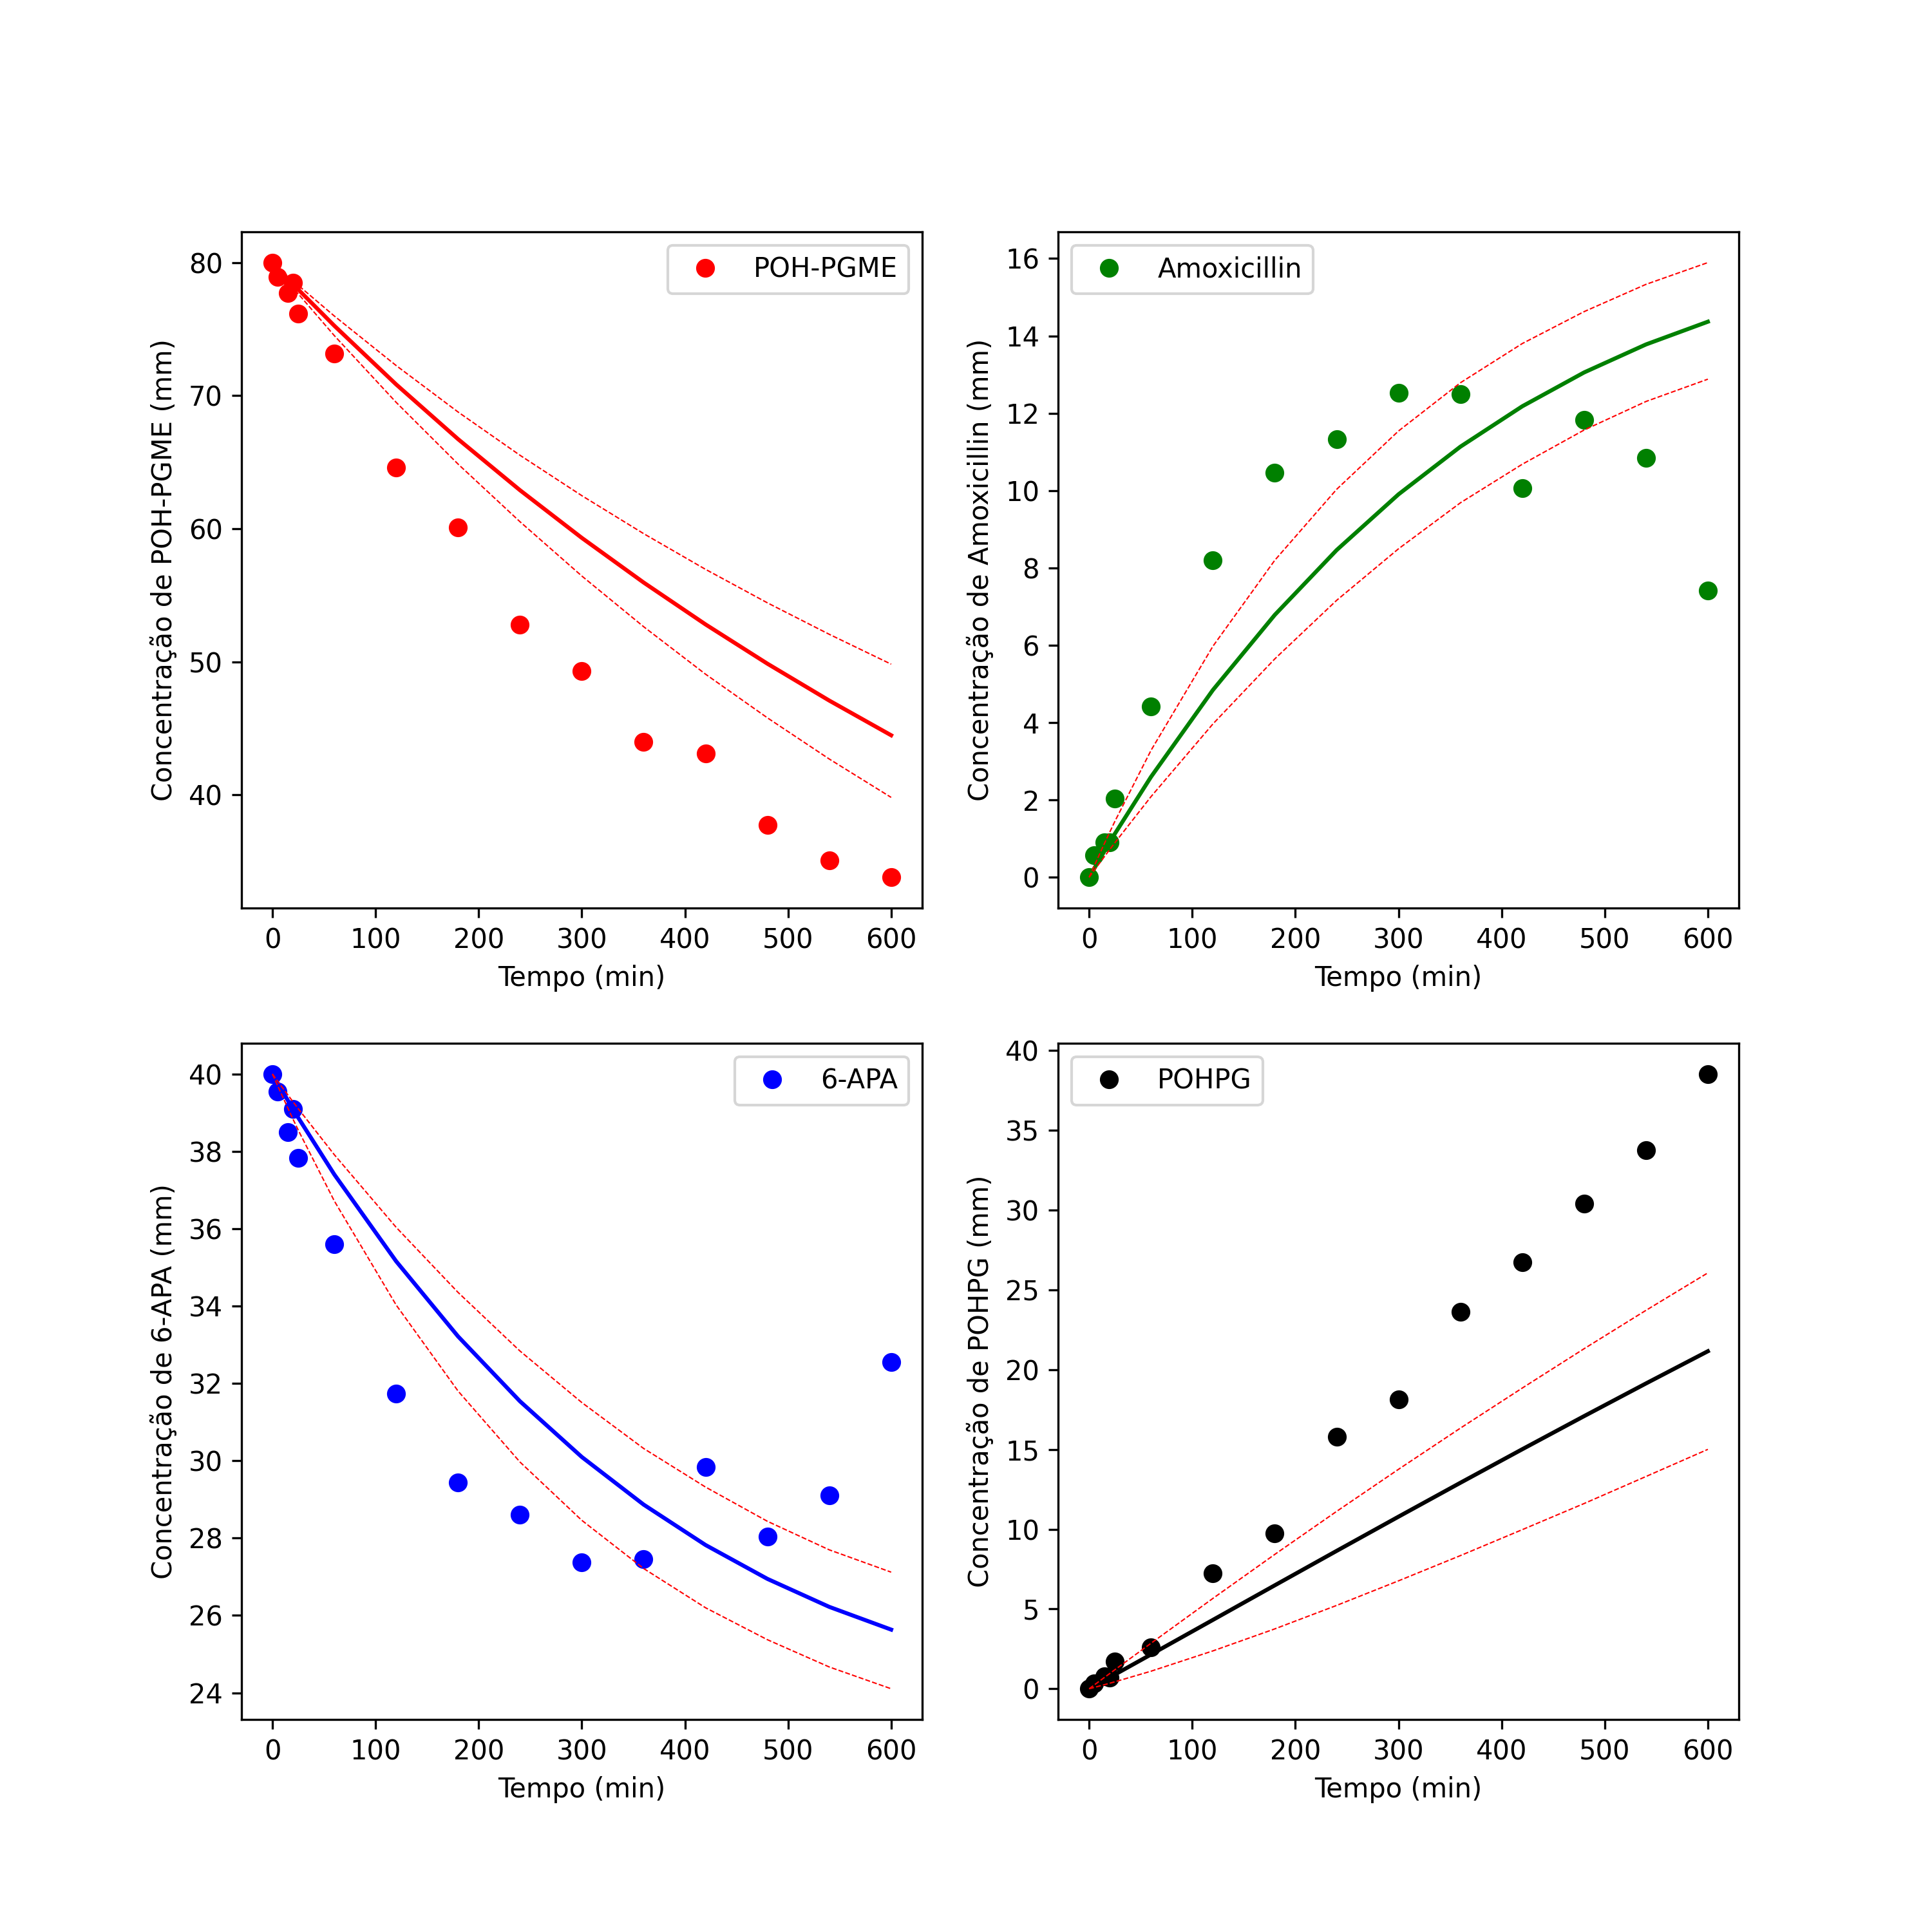 Concentração de POH-PGME (mm)
80
70
60
50
40
POH-PGME
0 100 200 300 400 500 600
Tempo (min)
Concentração de Amoxicillin (mm)
16
14
12
10
8
6
4
2
0
Amoxicillin
0 100 200 300 400 500 600
Tempo (min)
Concentração de 6-APA (mm)
40
38
36
34
32
30
28
26
24
6-APA
0 100 200 300 400 500 600
Tempo (min)
Concentração de POHPG (mm)
40
35
30
25
20
15
10
5
0
POHPG
0 100 200 300 400 500 600
Tempo (min)